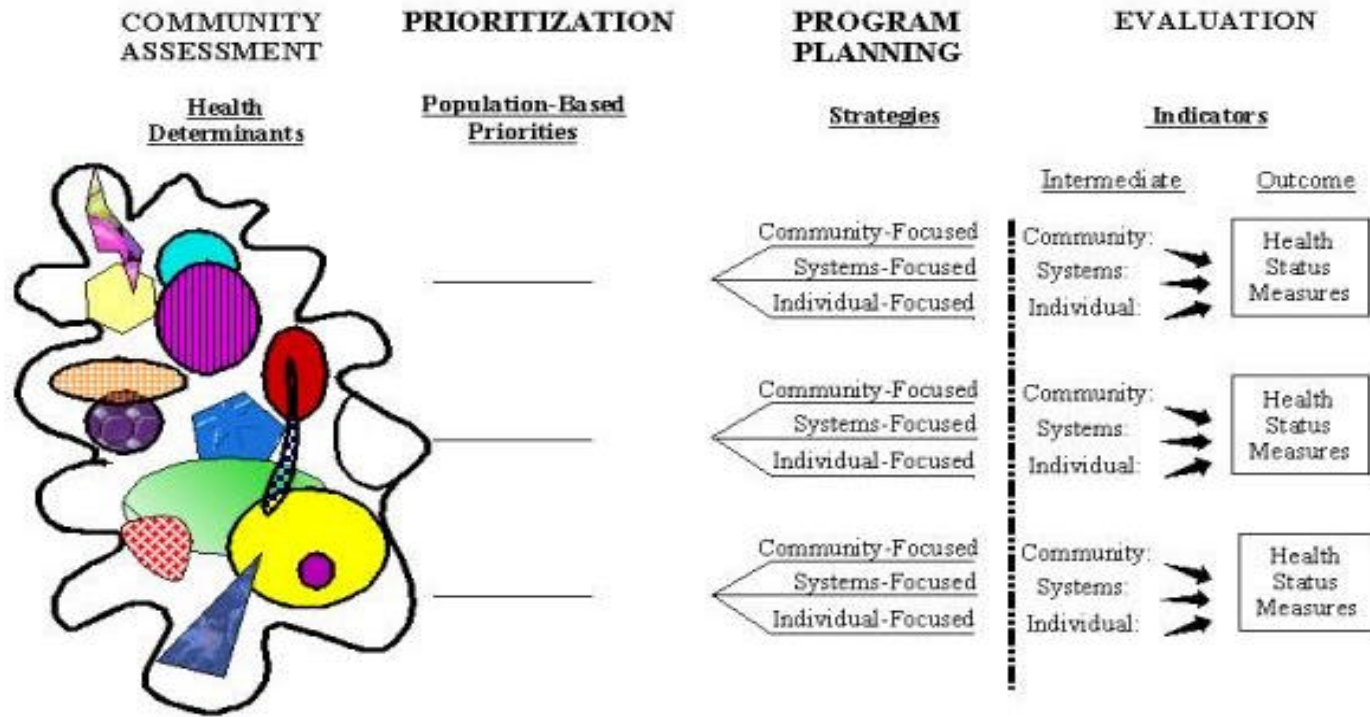 COMMUNITY
ASSESSMENT
PRIORITIZATION
PROGRAM
PLANNING
EVALUATION
Health
Determinants
Population-Based
Priorities
Strategies
Indicators
Intermediate
Outcome
Community-Focused
Systems-Focused
Individual-Focused
Community:
Systems:
Individual:
Health
Status
Measures
Community-Focused
Systems-Focused
Individual-Focused
Community:
Systems:
Individual:
Health
Status
Measures
Community-Focused
Systems-Focused
Individual-Focused
Community:
Systems:
Individual:
Health
Status
Measures